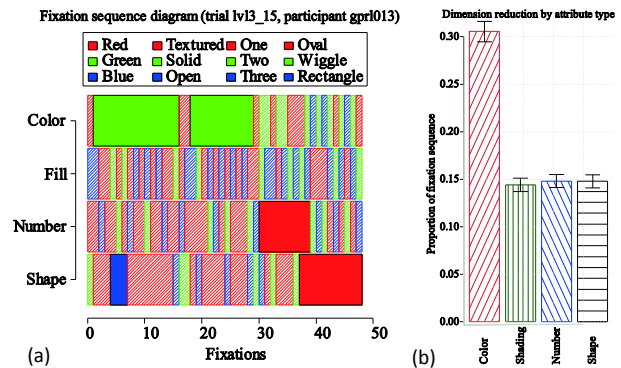 Fixation sequence diagram (trial lvl3_15, participant gprl013)
Red Textured One Oval
Green Solid Two Wiggle
Blue Open Three Rectangle
Color
Fill
Number
Shape
0 10 20 30 40 50
Fixations
(a)
Dimension reduction by attribute type
Proportion of fixation sequence
0.30
0.25
0.20
0.15
0.10
0.05
0.00
Color
Shading
Number
Shape
(b)